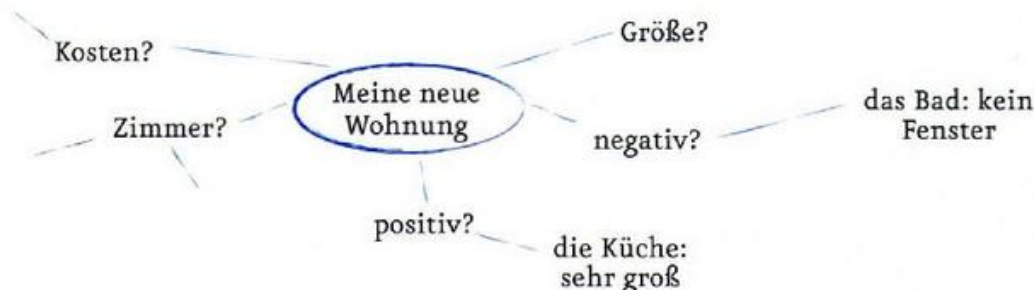 Kosten?
Größe?
Meine neue
Wohnung
Zimmer?
negativ?
das Bad: kein
Fenster
positiv?
die Küche:
sehr groß